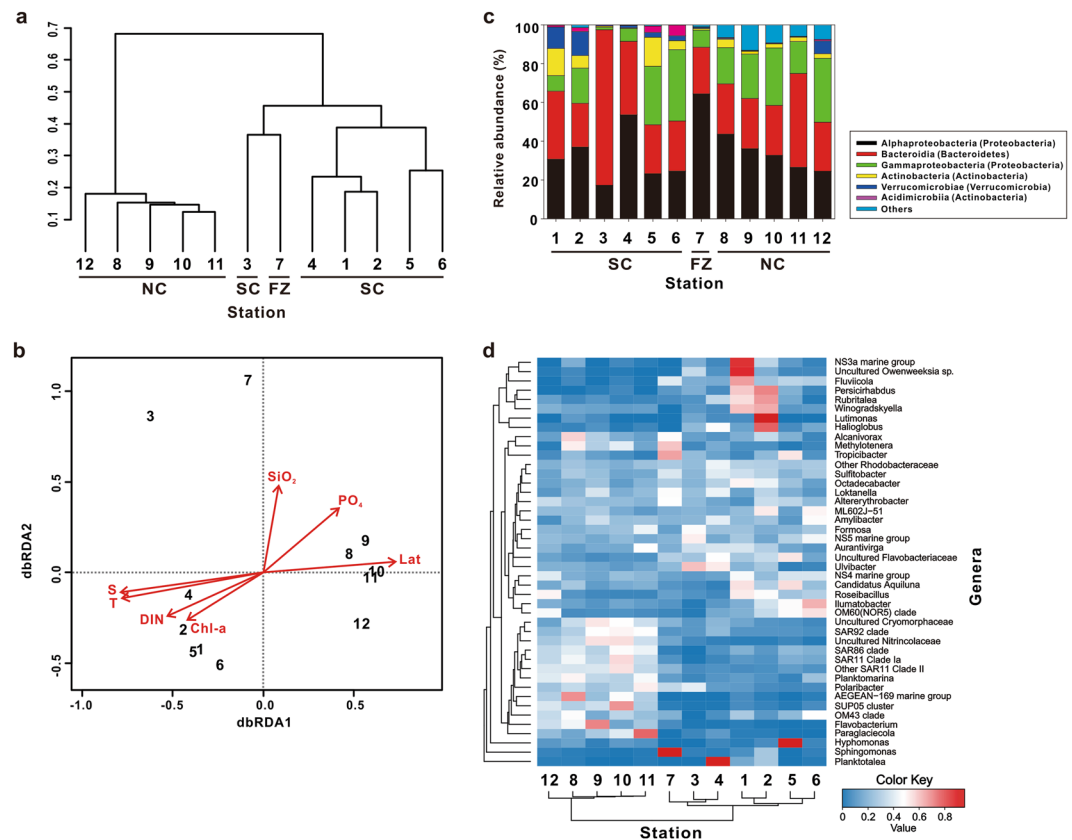 a
0.7
0.6
0.5
0.4
0.3
0.2
0.1
12 8 9 10 11 3 7 4 1 2 5 6
NC SC FZ SC
Station
b
dbRDA2
1.0
0.5
0.0
-0.5
7
3
SiO2
PO4
9
8
Lat
10
11
S
T
4
DIN
Chl-a
2
12
5 1
6
-1.0 -0.5 0.0 0.5
dbRDA1
c
Relative abundance (%)
100
80
60
40
20
0
1 2 3 4 5 6 7 8 9 10 11 12
SC FZ NC
Station
Alphaproteobacteria (Proteobacteria)
Bacteroidia (Bacteroidetes)
Gammaproteobacteria (Proteobacteria)
Actinobacteria (Actinobacteria)
Verrucomicrobiae (Verrucomicrobia)
Acidimicrobiia (Actinobacteria)
Others
d
NS3a marine group
Uncultured Owenweeksia sp.
Fluviicola
Persicirhabdus
Rubritalea
Winogradskyella
Lutimonas
Halioglobus
Alcanivorax
Methylotenera
Tropicibacter
Other Rhodobacteraceae
Sulfitobacter
Octadecabacter
Loktanella
Altererythrobacter
ML602J-51
Amylibacter
Formosa
NS5 marine group
Aurantivirga
Uncultured Flavobacteriaceae
Ulvibacter
NS4 marine group
Candidatus Aquiluna
Roseibacillus
Ilumatobacter
OM60(NOR5) clade
Uncultured Cryomorphaceae
SAR92 clade
Uncultured Nitrincolaceae
SAR86 clade
SAR11 Clade Ia
Other SAR11 Clade II
Planktomarina
Polaribacter
AEGEAN-169 marine group
SUP05 cluster
OM43 clade
Flavobacterium
Paraglaciecola
Hyphomonas
Sphingomonas
Planktotalea
Genera
12 8 9 10 11 7 3 4 1 2 5 6
Station
Color Key
0 0.2 0.4 0.6 0.8
Value